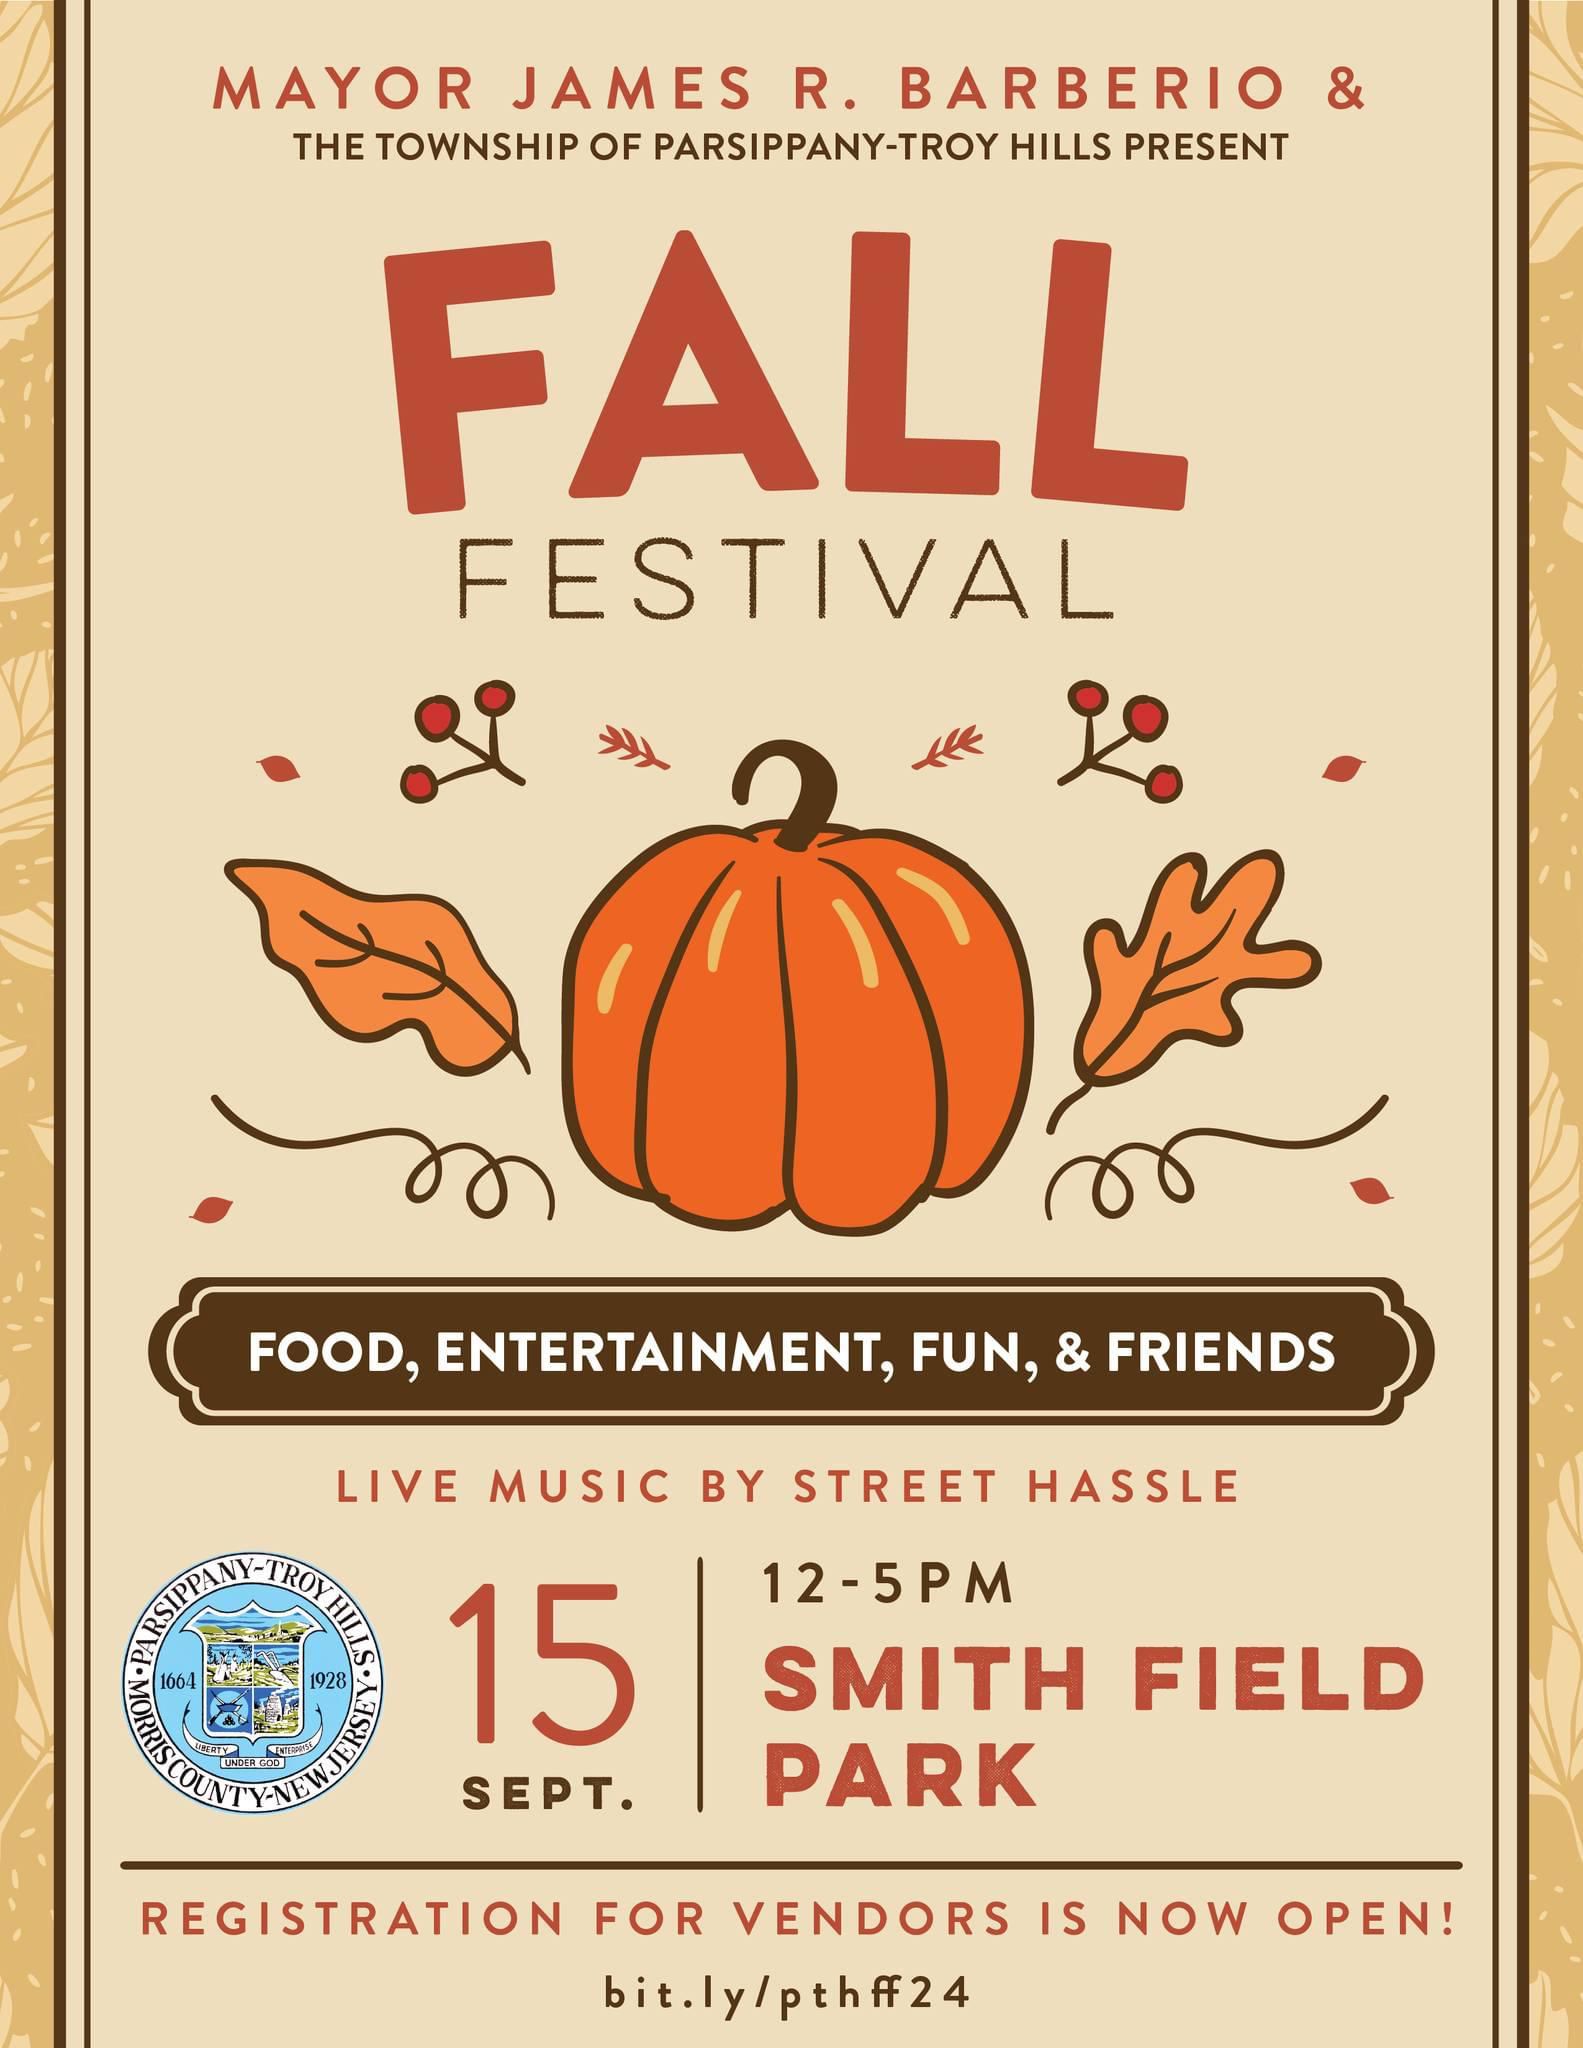 MAYOR JAMES R. BARBERIO &
THE TOWNSHIP OF PARSIPPANY-TROY HILLS PRESENT
FALL
FESTIVAL
FOOD, ENTERTAINMENT, FUN, & FRIENDS
LIVE MUSIC BY STREET HASSLE
PARSIPPANY-TROY HILLS
1664 1928
LIBERTY ENTERPRISE
UNDER GOD
MORRIS COUNTY-NEW JERSEY
15
SEPT.
12-5PM
SMITH FIELD
PARK
REGISTRATION FOR VENDORS IS NOW OPEN!
bit.ly/pthff24